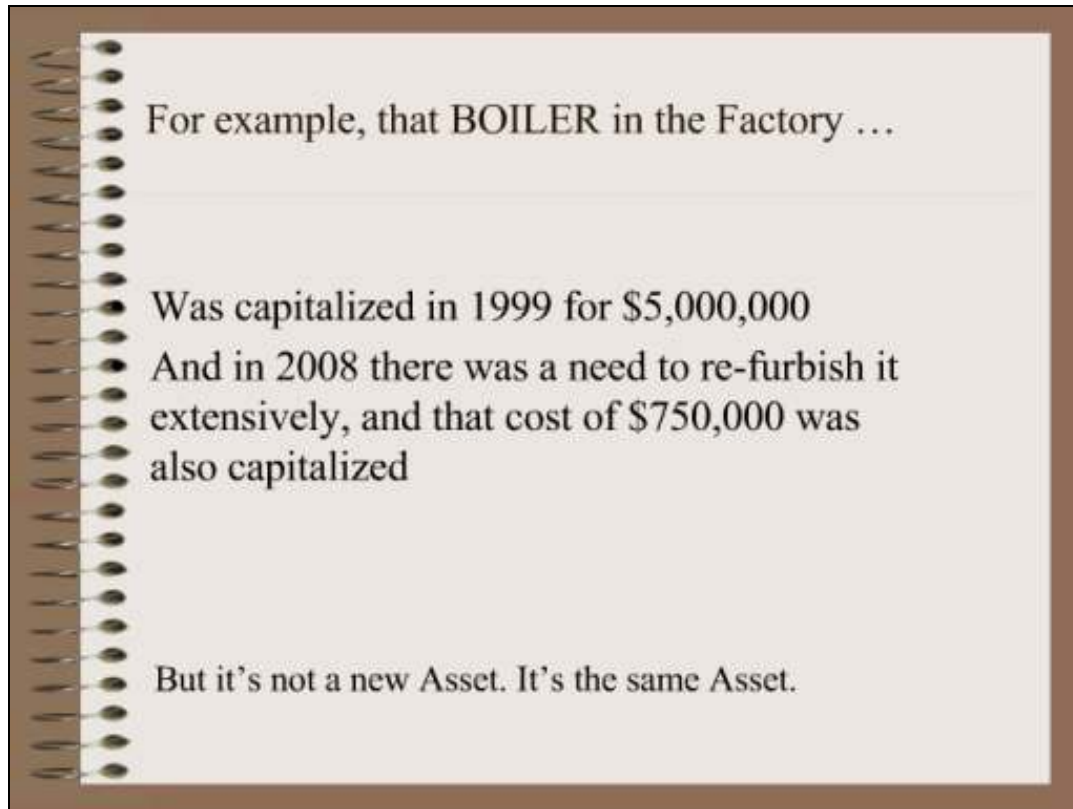 For example, that BOILER in the Factory …
Was capitalized in 1999 for $5,000,000
And in 2008 there was a need to re-furbish it
extensively, and that cost of $750,000 was
also capitalized
But it’s not a new Asset. It’s the same Asset.